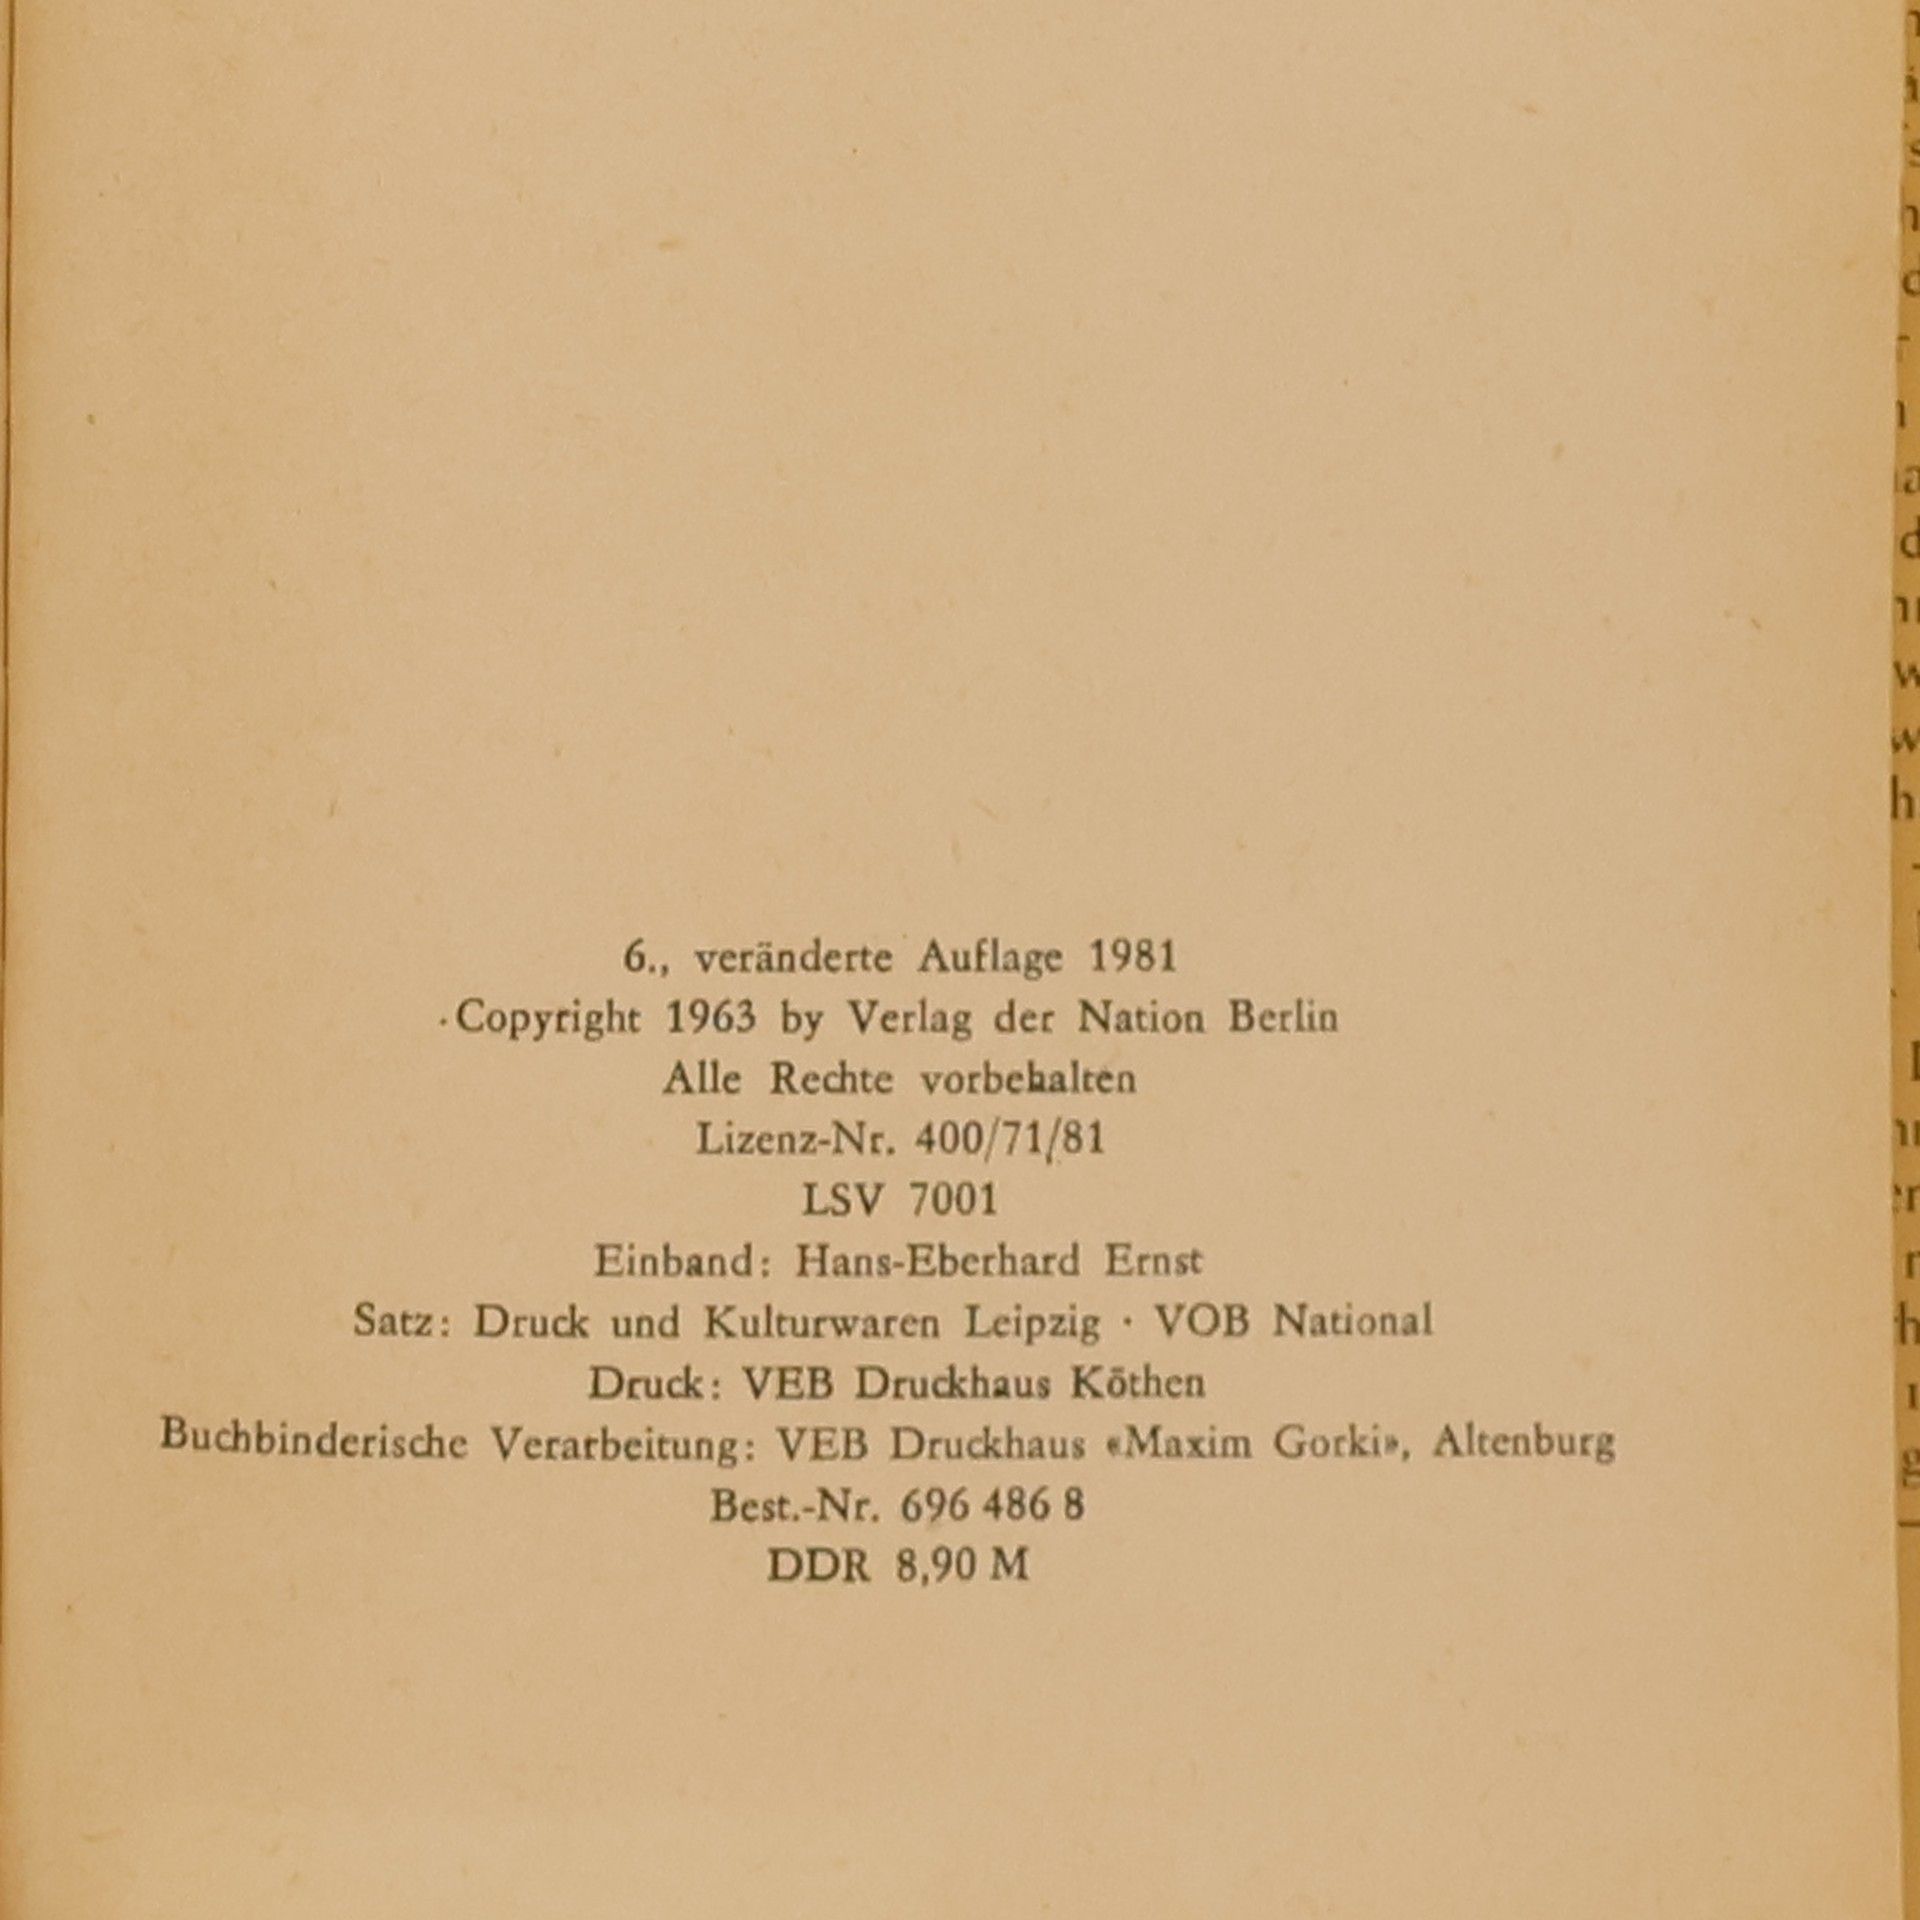 6., veränderte Auflage 1981
Copyright 1963 by Verlag der Nation Berlin
Alle Rechte vorbehalten
Lizenz-Nr. 400/71/81
LSV 7001
Einband: Hans-Eberhard Ernst
Satz: Druck und Kulturwaren Leipzig · VOB National
Druck: VEB Druckhaus Köthen
Buchbinderische Verarbeitung: VEB Druckhaus «Maxim Gorki», Altenburg
Best.-Nr. 696 486 8
DDR 8,90 M